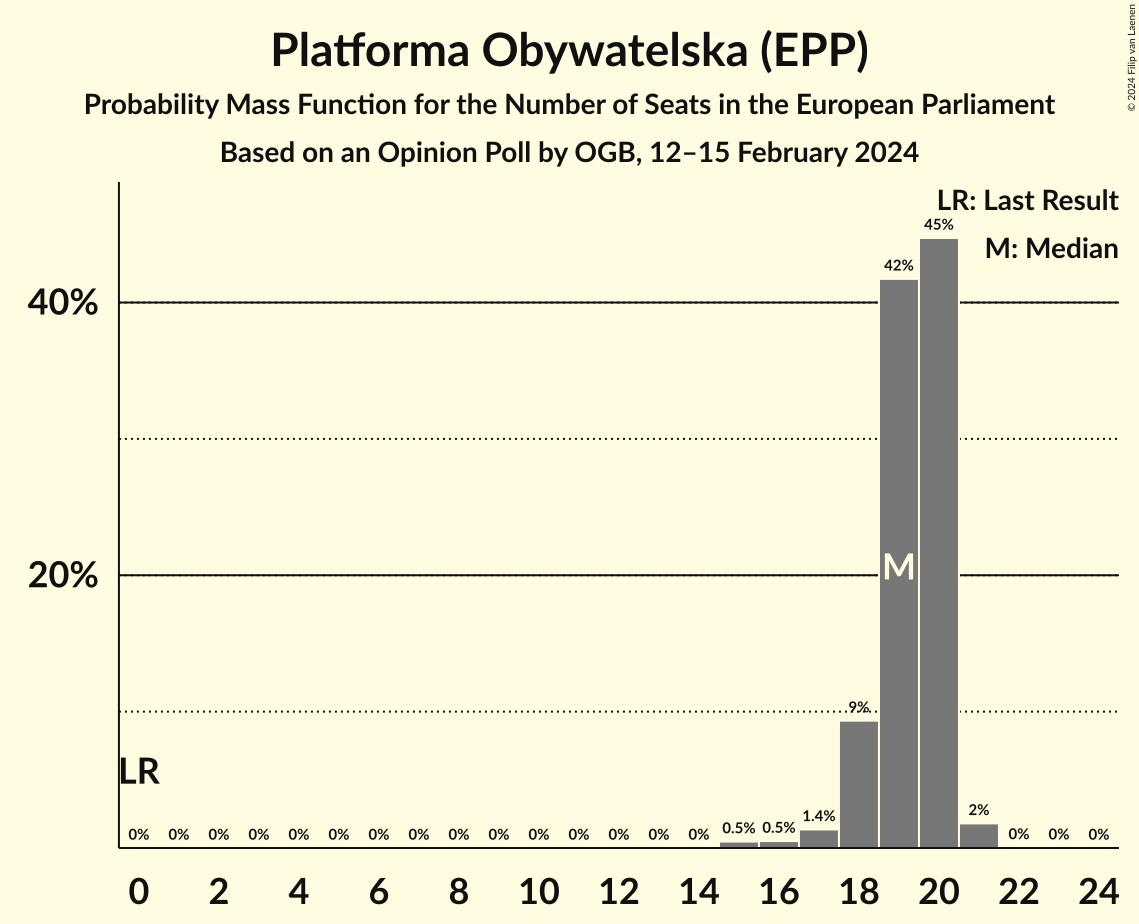 Platforma Obywatelska (EPP)
Probability Mass Function for the Number of Seats in the European Parliament
Based on an Opinion Poll by OGB, 12–15 February 2024
© 2024 Filip van Laenen
LR: Last Result
M: Median
45%
42%
40%
20%
M
9%
LR
0% 0% 0% 0% 0% 0% 0% 0% 0% 0% 0% 0% 0% 0% 0% 0.5% 0.5% 1.4% 2% 0% 0% 0%
0 2 4 6 8 10 12 14 16 18 20 22 24